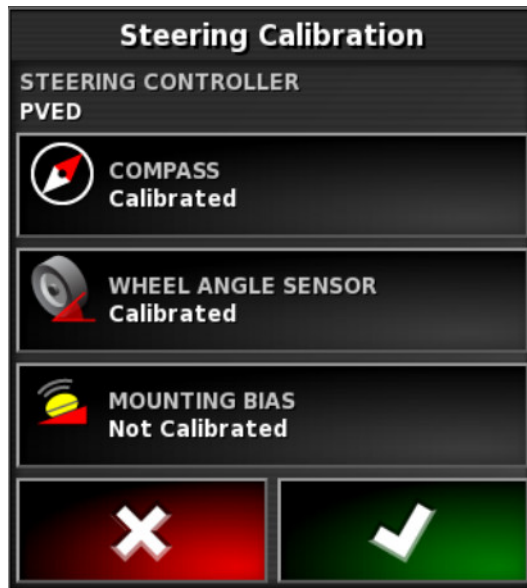 Steering Calibration
STEERING CONTROLLER
PVED
COMPASS
Calibrated
WHEEL ANGLE SENSOR
Calibrated
MOUNTING BIAS
Not Calibrated